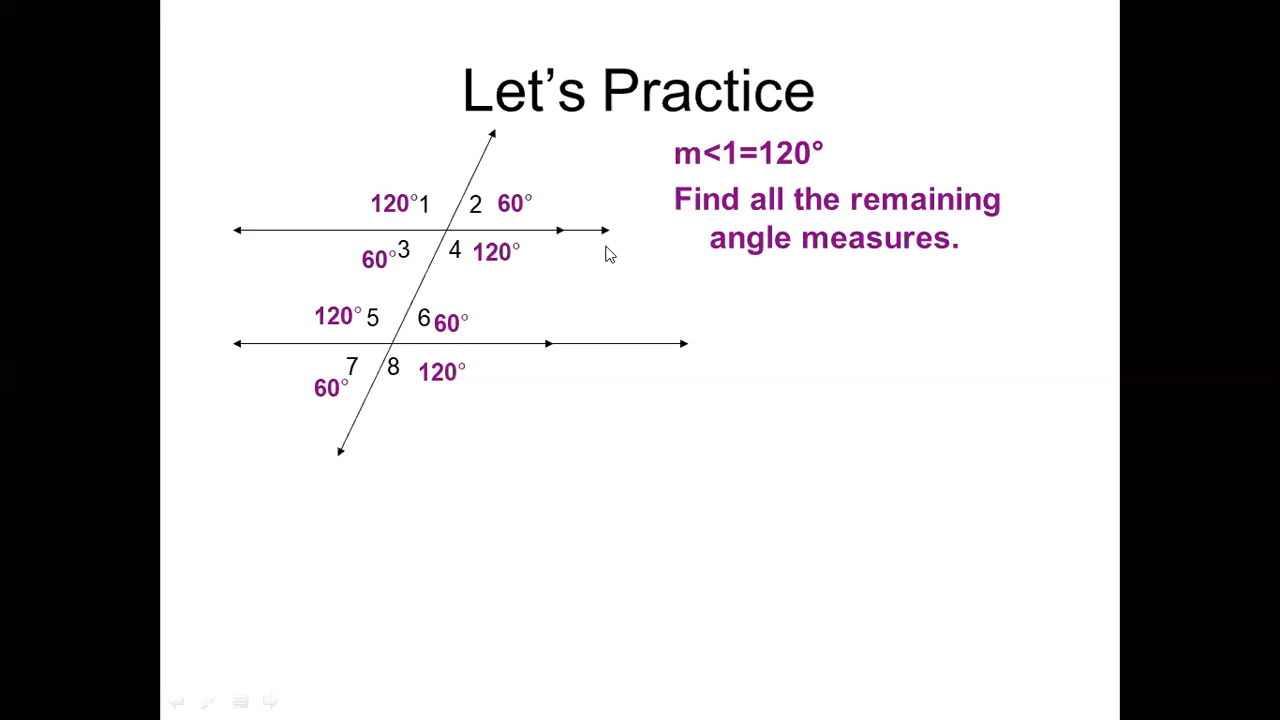 Let's Practice
m<1=120°
Find all the remaining
angle measures.
120° 1 2 60°
60° 3 4 120°
120° 5 6 60°
7 8 120°
60°